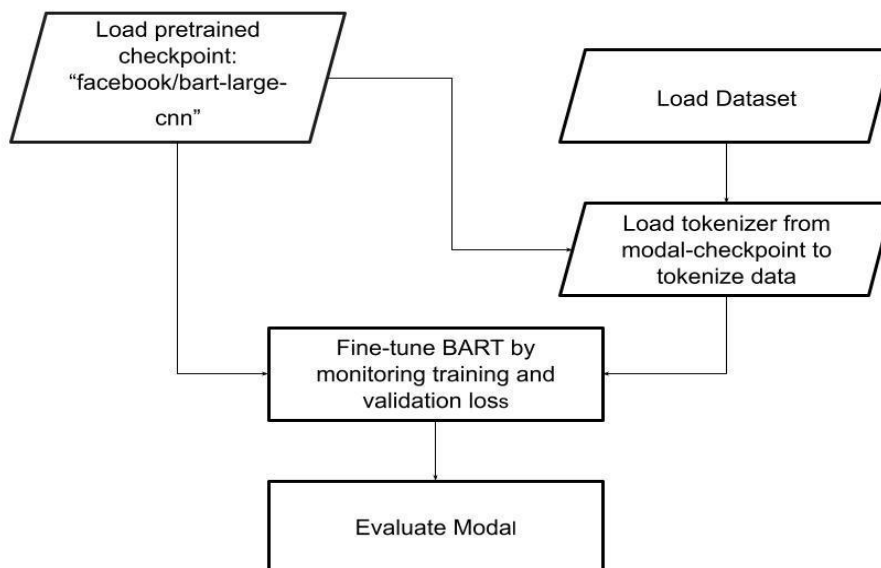 Load pretrained
checkpoint:
“facebook/bart-large-
cnn”
Load Dataset
Load tokenizer from
modal-checkpoint to
tokenize data
Fine-tune BART by
monitoring training and
validation loss
Evaluate Modal